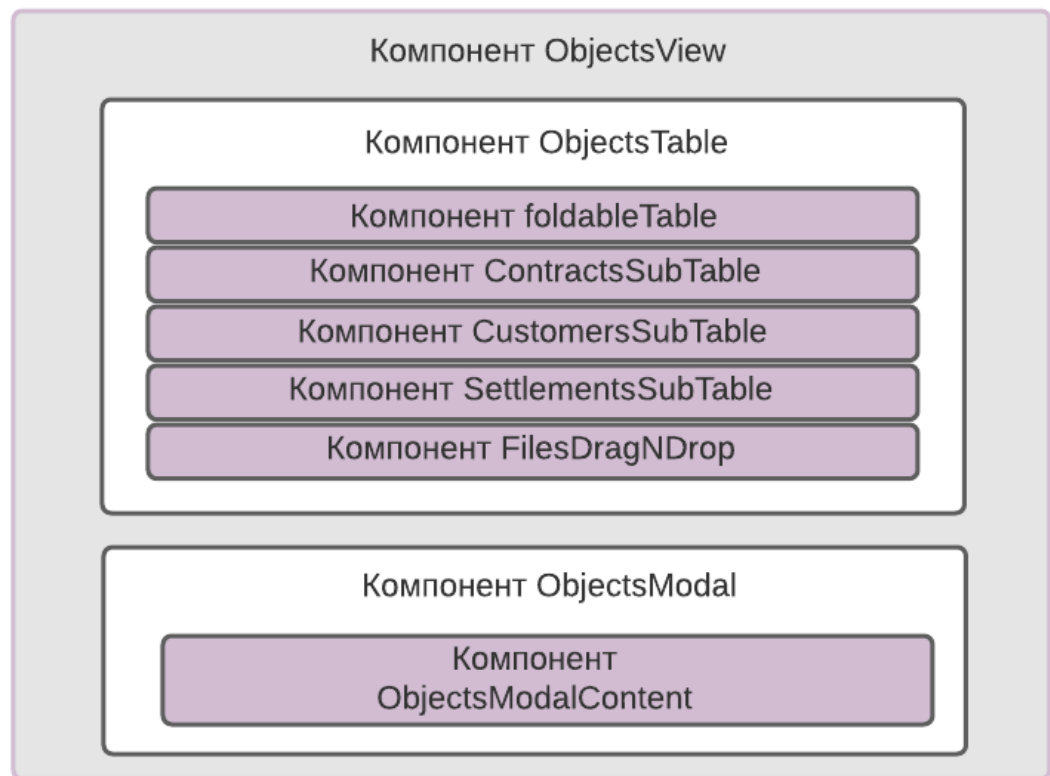 Компонент ObjectsView
Компонент ObjectsTable
Компонент foldableTable
Компонент ContractsSubTable
Компонент CustomersSubTable
Компонент SettlementsSubTable
Компонент FilesDragNDrop
Компонент ObjectsModal
Компонент
ObjectsModalContent